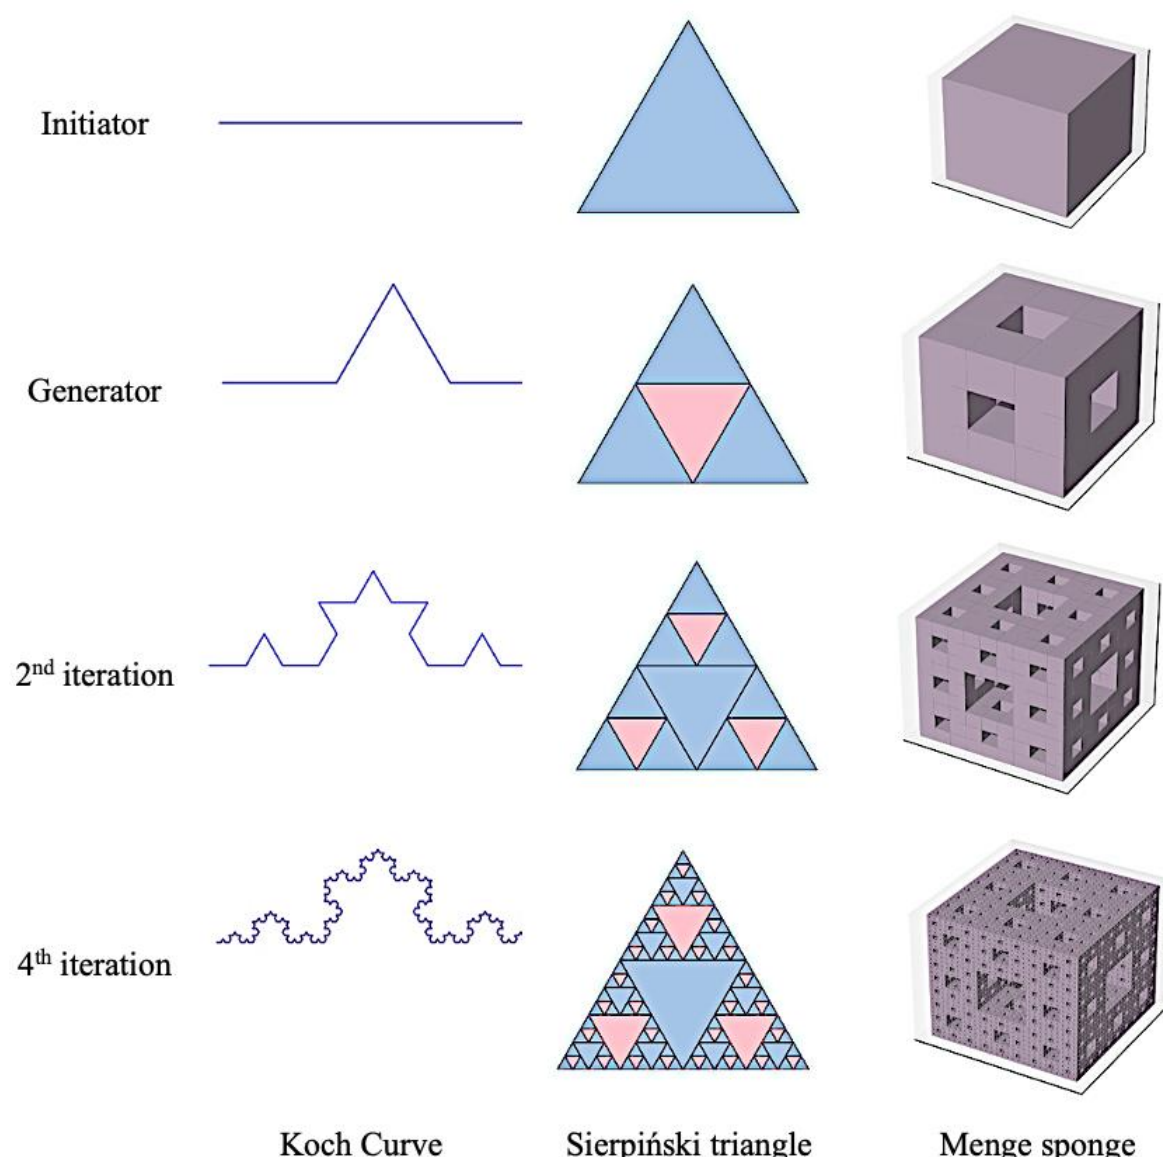 Initiator
Generator
2nd iteration
4th iteration
Koch Curve
Sierpiński triangle
Menge sponge